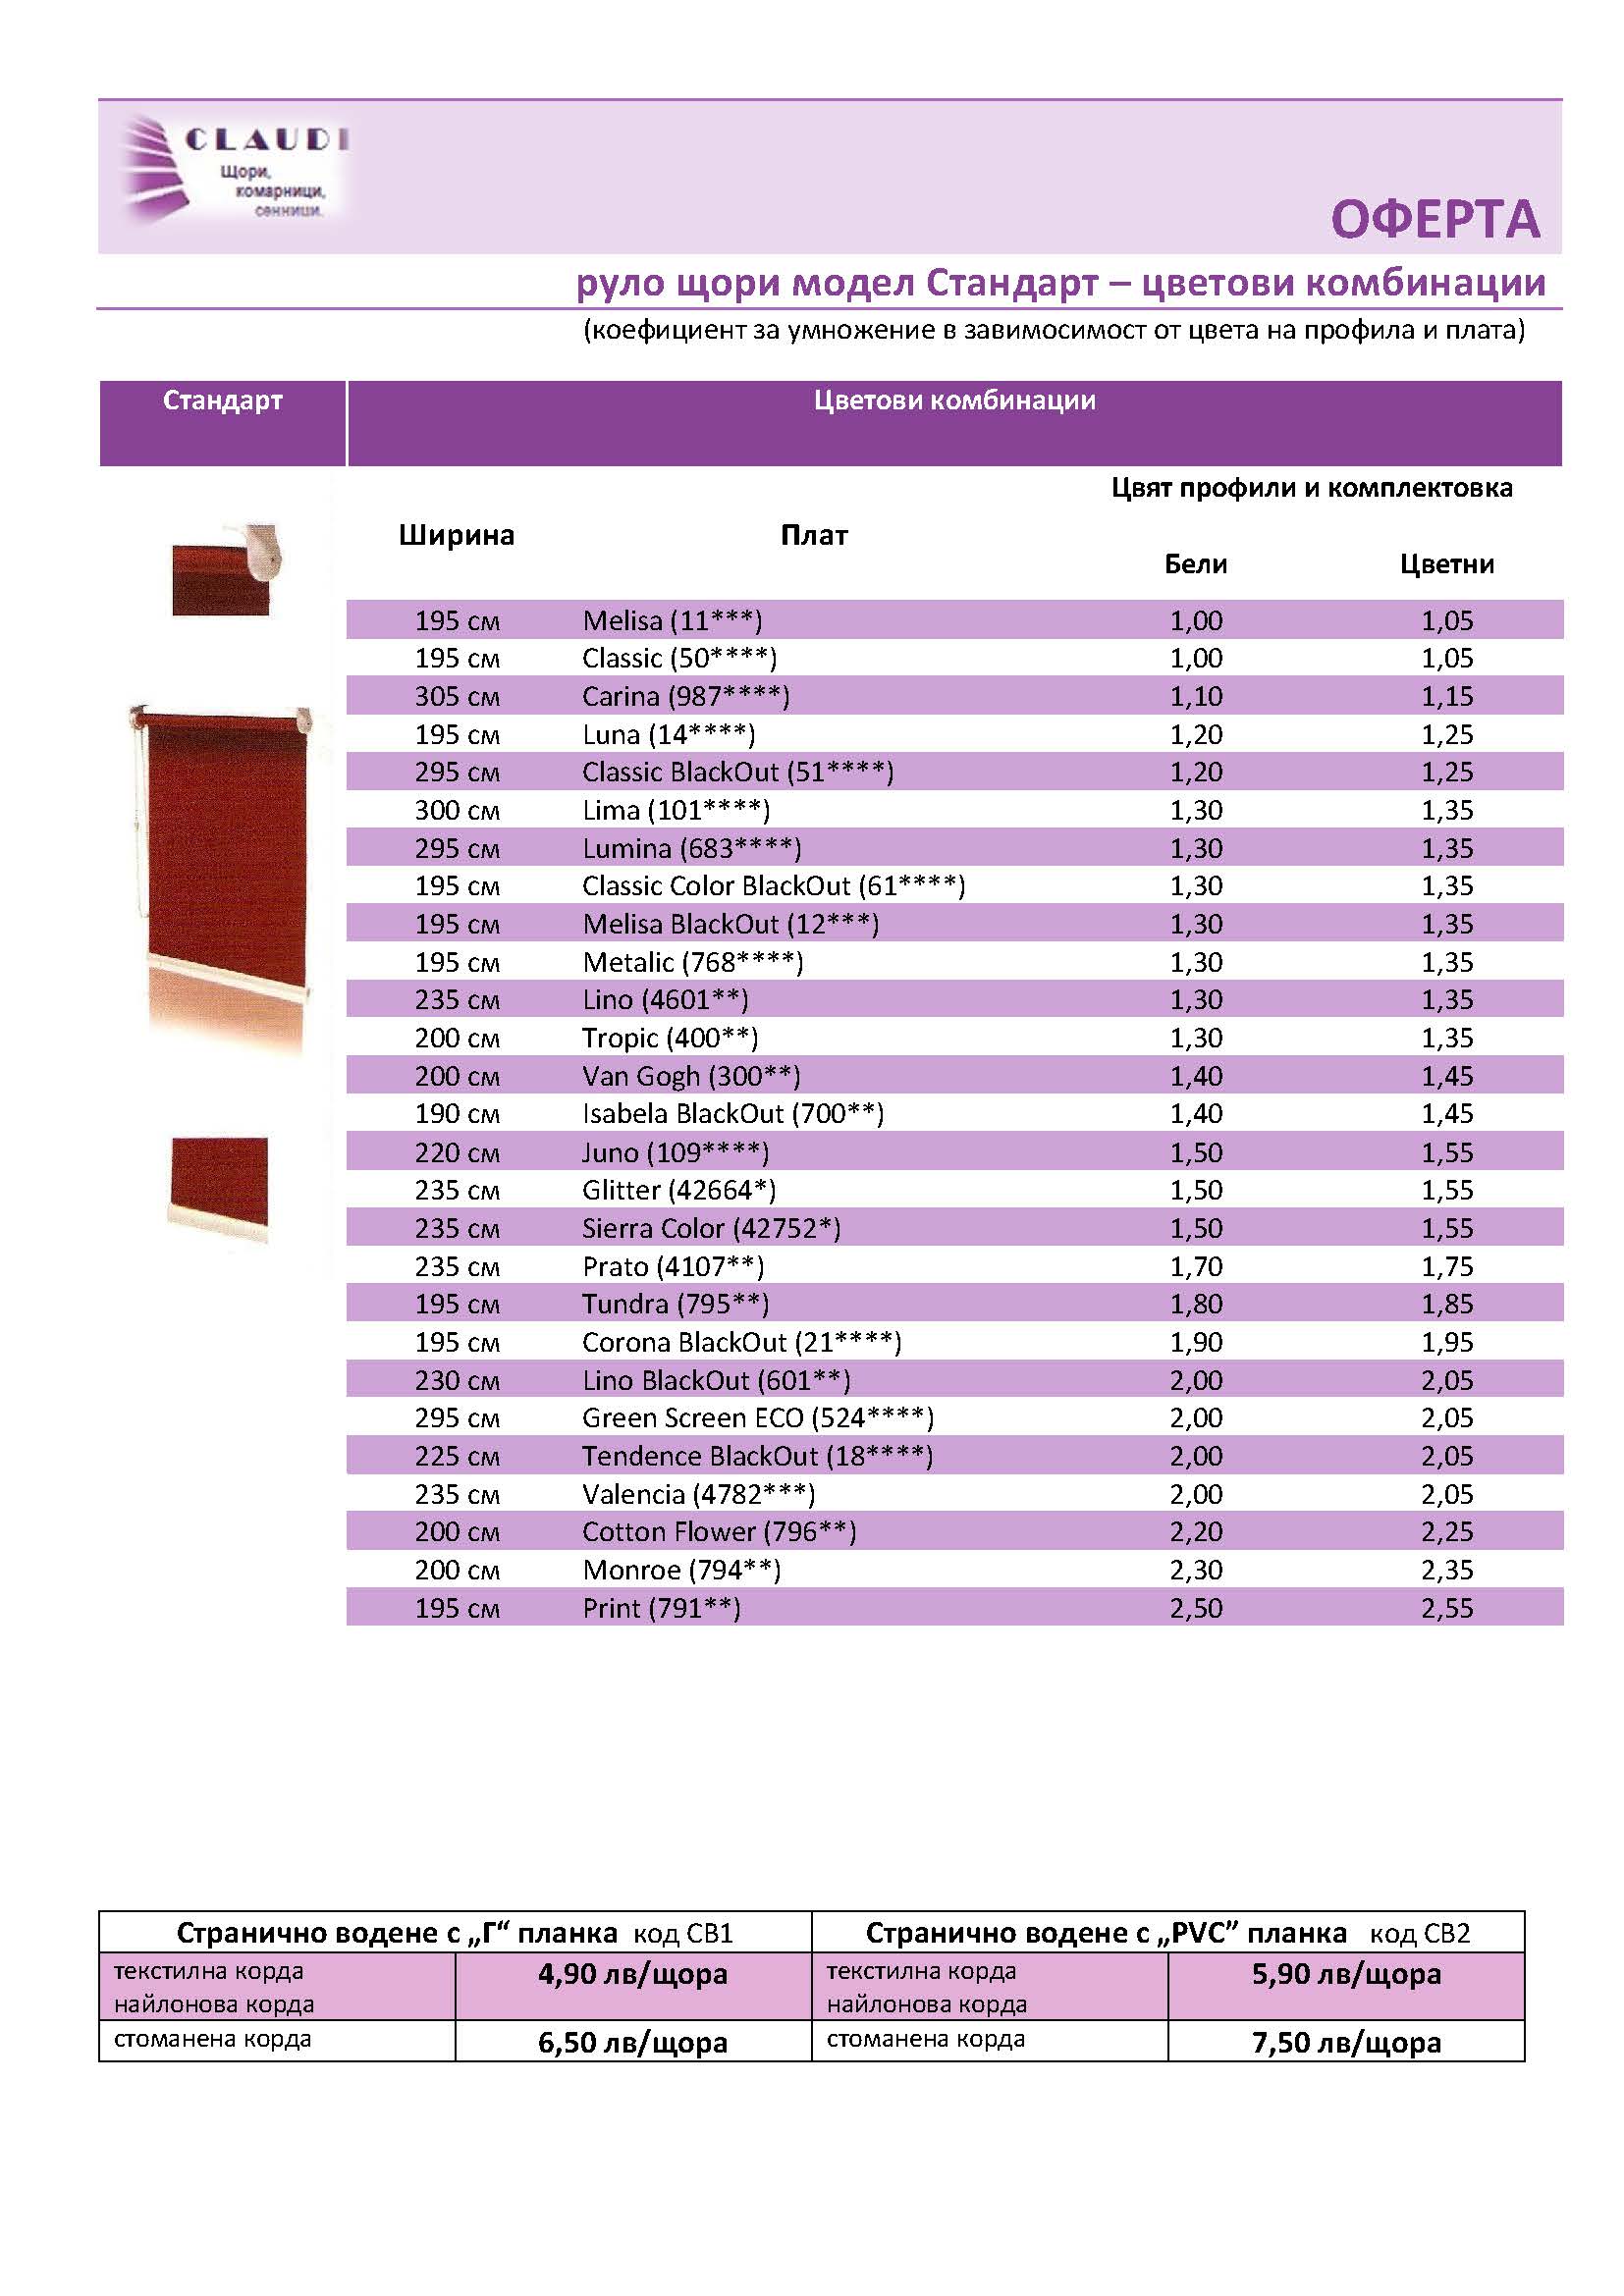 CLAUDI
Щори,
комарници,
сенници.
ОФЕРТА
руло щори модел Стандарт – цветови комбинации
(коефициент за умножение в завимосимост от цвета на профила и плата)
Стандарт Цветови комбинации
Цвят профили и комплектовка
Ширина Плат
Бели Цветни
195 см Melisa (11***) 1,00 1,05
195 см Classic (50****) 1,00 1,05
305 см Carina (987****) 1,10 1,15
195 см Luna (14****) 1,20 1,25
295 см Classic BlackOut (51****) 1,20 1,25
300 см Lima (101****) 1,30 1,35
295 см Lumina (683****) 1,30 1,35
195 см Classic Color BlackOut (61****) 1,30 1,35
195 см Melisa BlackOut (12***) 1,30 1,35
195 см Metalic (768****) 1,30 1,35
235 см Lino (4601**) 1,30 1,35
200 см Tropic (400**) 1,30 1,35
200 см Van Gogh (300**) 1,40 1,45
190 см Isabela BlackOut (700**) 1,40 1,45
220 см Juno (109****) 1,50 1,55
235 см Glitter (42664*) 1,50 1,55
235 см Sierra Color (42752*) 1,50 1,55
235 см Prato (4107**) 1,70 1,75
195 см Tundra (795**) 1,80 1,85
195 см Corona BlackOut (21****) 1,90 1,95
230 см Lino BlackOut (601**) 2,00 2,05
295 см Green Screen ECO (524****) 2,00 2,05
225 см Tendence BlackOut (18****) 2,00 2,05
235 см Valencia (4782***) 2,00 2,05
200 см Cotton Flower (796**) 2,20 2,25
200 см Monroe (794**) 2,30 2,35
195 см Print (791**) 2,50 2,55
Странично водене с „Г“ планка код СВ1 Странично водене с „PVC” планка код СВ2
текстилна корда 4,90 лв/щора текстилна корда 5,90 лв/щора
найлонова корда найлонова корда
стоманена корда 6,50 лв/щора стоманена корда 7,50 лв/щора